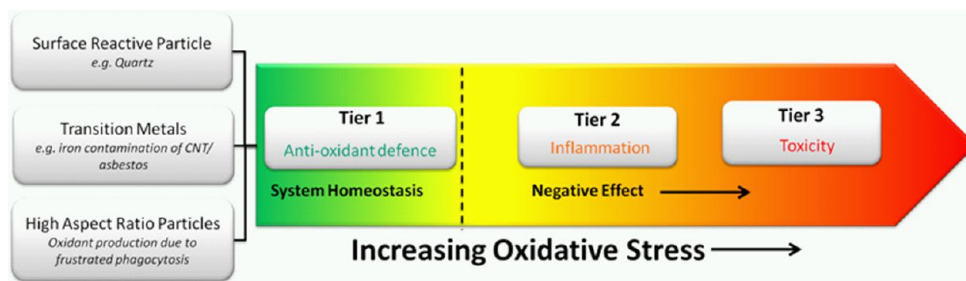 Surface Reactive Particle
e.g. Quartz
Transition Metals
e.g. iron contamination of CNT/
asbestos
High Aspect Ratio Particles
Oxidant production due to
frustrated phagocytosis
Tier 1
Anti-oxidant defence
System Homeostasis
Tier 2
Inflammation
Negative Effect
Tier 3
Toxicity
Increasing Oxidative Stress